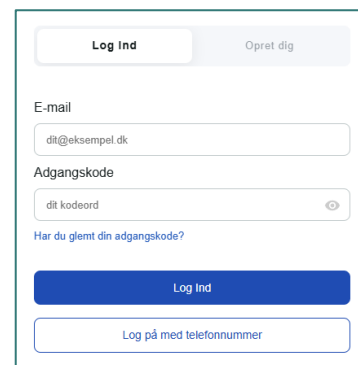 Log Ind
Opret dig
E-mail
dit@eksempel.dk
Adgangskode
dit kodeord
Har du glemt din adgangskode?
Log Ind
Log på med telefonnummer